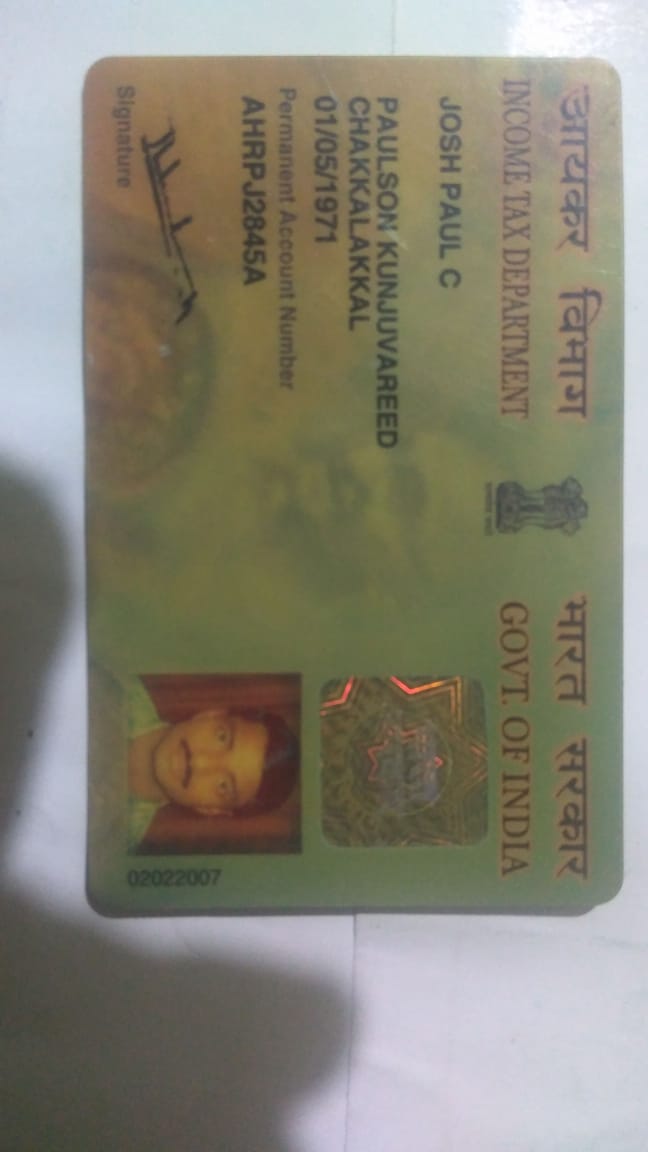 आयकर विभाग
INCOME TAX DEPARTMENT
भारत सरकार
GOVT. OF INDIA
JOSH PAUL C
PAULSON KUNJUVAREED
CHAKKALAKKAL
01/05/1971
Permanent Account Number
AHRPJ2845A
Signature
02022007